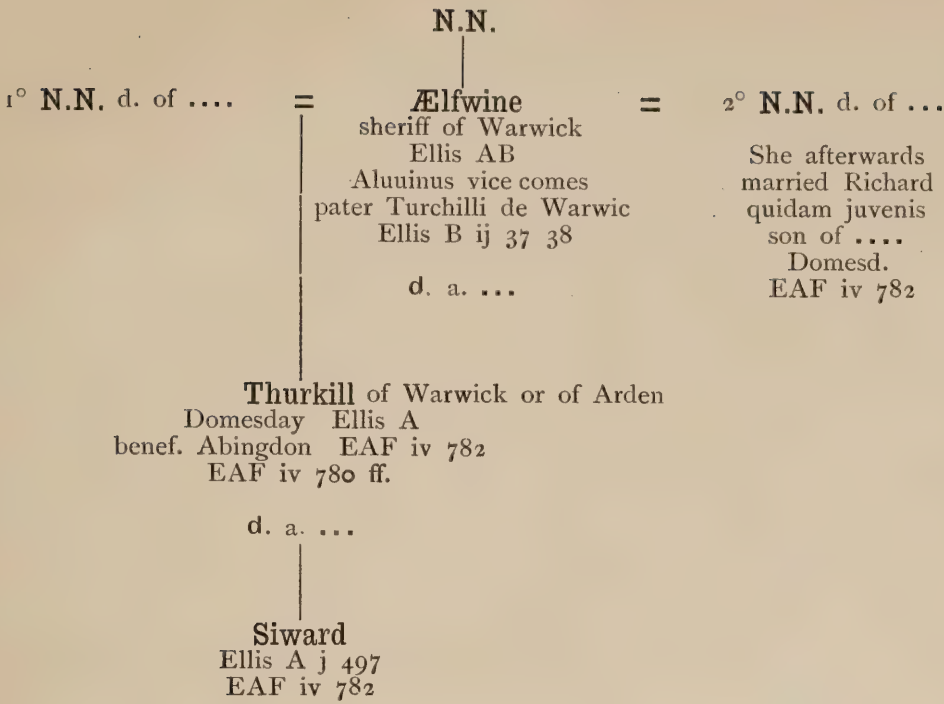 N.N.
1° N.N. d. of .... = Ælfwine = 2° N.N. d. of ...
sheriff of Warwick
Ellis AB
Aluuinus vice comes
pater Turchilli de Warwic
Ellis B ij 37 38
d. a. ...
She afterwards
married Richard
quidam juvenis
son of ....
Domesd.
EAF iv 782
Thurkill of Warwick or of Arden
Domesday Ellis A
benef. Abingdon EAF iv 782
EAF iv 780 ff.
d. a. ...
Siward
Ellis A j 497
EAF iv 782